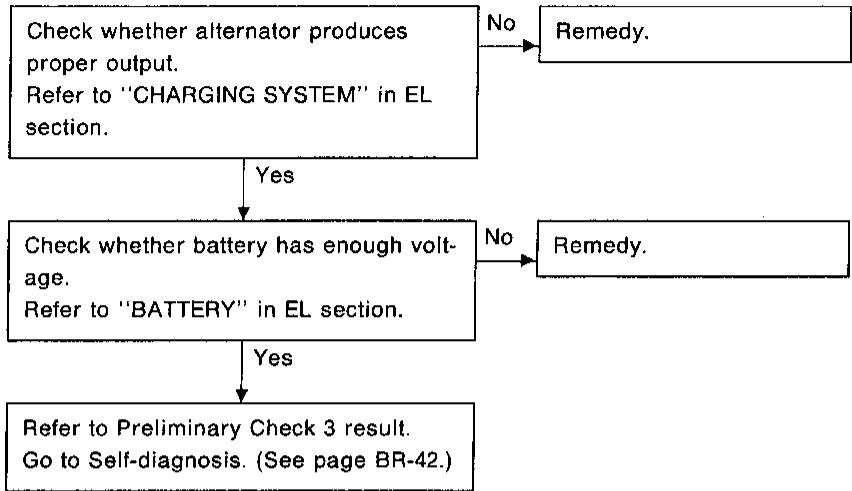 Check whether alternator produces
proper output.
Refer to ''CHARGING SYSTEM'' in EL
section.
No
Remedy.
Yes
Check whether battery has enough volt-
age.
Refer to ''BATTERY'' in EL section.
No
Remedy.
Yes
Refer to Preliminary Check 3 result.
Go to Self-diagnosis. (See page BR-42.)